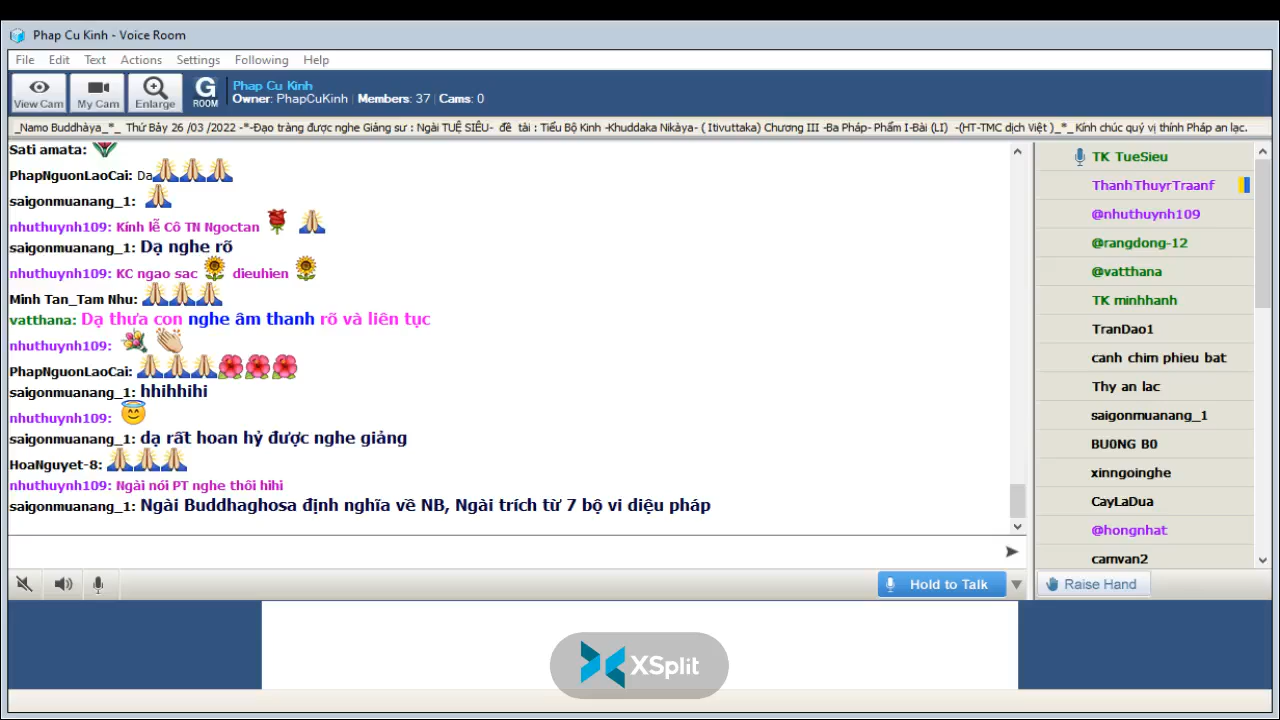 Phap Cu Kinh - Voice Room
File Edit Text Actions Settings Following Help
View Cam My Cam Enlarge G ROOM
Phap Cu Kinh
Owner: PhapCuKinh Members: 37 Cams: 0
_Namo Buddhàya_*_ Thứ Bảy 26 /03 /2022 -*-Đạo tràng được nghe Giảng sư : Ngài TUỆ SIÊU- đề tài : Tiểu Bộ Kinh -Khuddaka Nikàya- ( Itivuttaka) Chương III -Ba Pháp- Phẩm I-Bài (LI) -(HT-TMC dịch Việt )_*_ Kính chúc quý vị thính Pháp an lạc.
Sati amata:
PhapNguonLaoCai: Dạ
saigonmuanang_1:
nhuthuynh109: Kính lễ Cô TN Ngoctan
saigonmuanang_1: Dạ nghe rõ
nhuthuynh109: KC ngao sac dieuhien
Minh Tan_Tam Nhu:
vatthana: Dạ thưa con nghe âm thanh rõ và liên tục
nhuthuynh109:
PhapNguonLaoCai:
saigonmuanang_1: hhihhihi
nhuthuynh109:
saigonmuanang_1: dạ rất hoan hỷ được nghe giảng
HoaNguyet-8:
nhuthuynh109: Ngài nói PT nghe thôi hihi
saigonmuanang_1: Ngài Buddhaghosa định nghĩa về NB, Ngài trích từ 7 bộ vi diệu pháp
Hold to Talk
TK TueSieu
ThanhThuyrTraanf
@nhuthuynh109
@rangdong-12
@vatthana
TK minhhanh
TranDao1
canh chim phieu bat
Thy an lac
saigonmuanang_1
BU0NG B0
xinngoinghe
CayLaDua
@hongnhat
camvan2
Raise Hand
XSplit